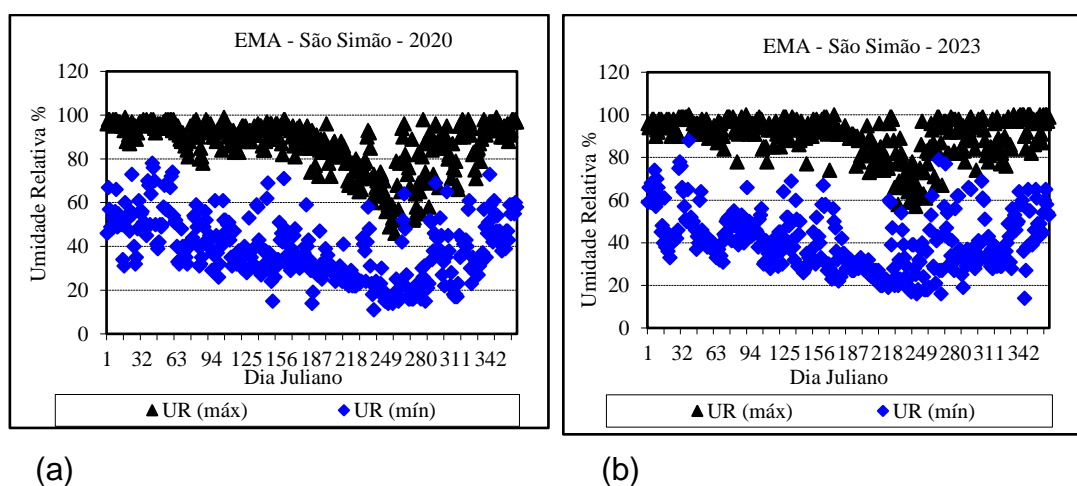 EMA - São Simão - 2020
120
100
80
60
40
20
0
Umidade Relativa %
1 32 63 94 125 156 187 218 249 280 311 342
Dia Juliano
UR (máx) UR (mín)
(a)
EMA - São Simão - 2023
120
100
80
60
40
20
0
Umidade Relativa %
1 32 63 94 125 156 187 218 249 280 311 342
Dia Juliano
UR (máx) UR (mín)
(b)